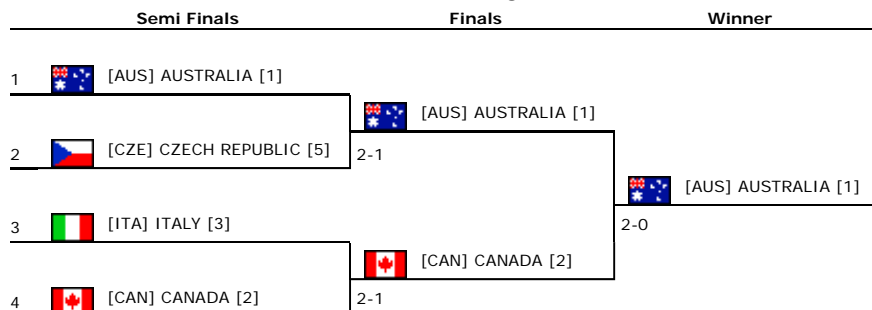 Semi Finals Finals Winner
1 [AUS] AUSTRALIA [1]
[AUS] AUSTRALIA [1]
2 [CZE] CZECH REPUBLIC [5] 2-1
[AUS] AUSTRALIA [1]
3 [ITA] ITALY [3] 2-0
[CAN] CANADA [2]
4 [CAN] CANADA [2] 2-1